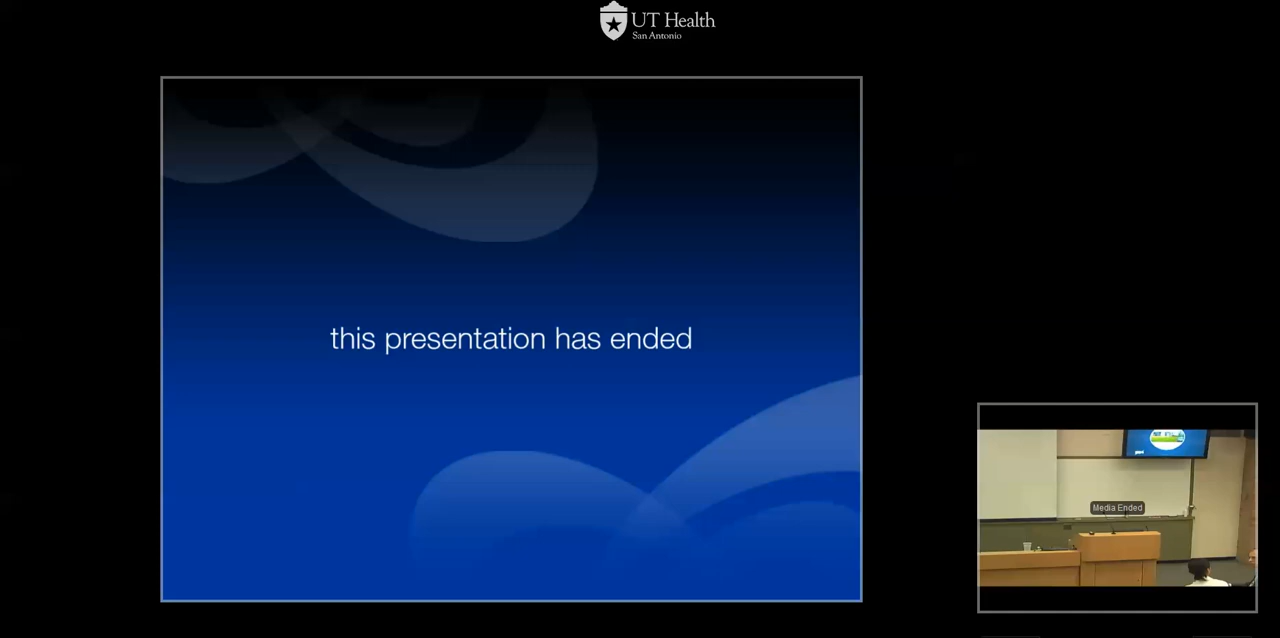 UT Health
San Antonio
this presentation has ended
Media Ended